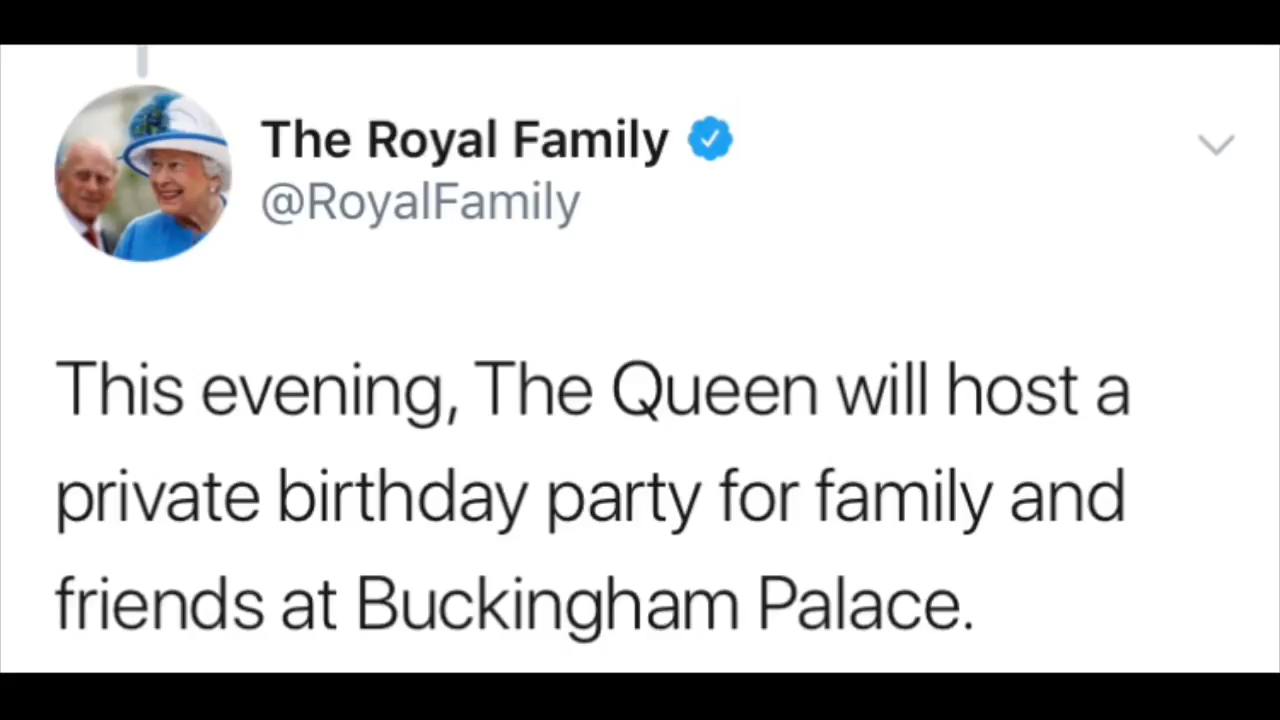 The Royal Family
@RoyalFamily
This evening, The Queen will host a
private birthday party for family and
friends at Buckingham Palace.